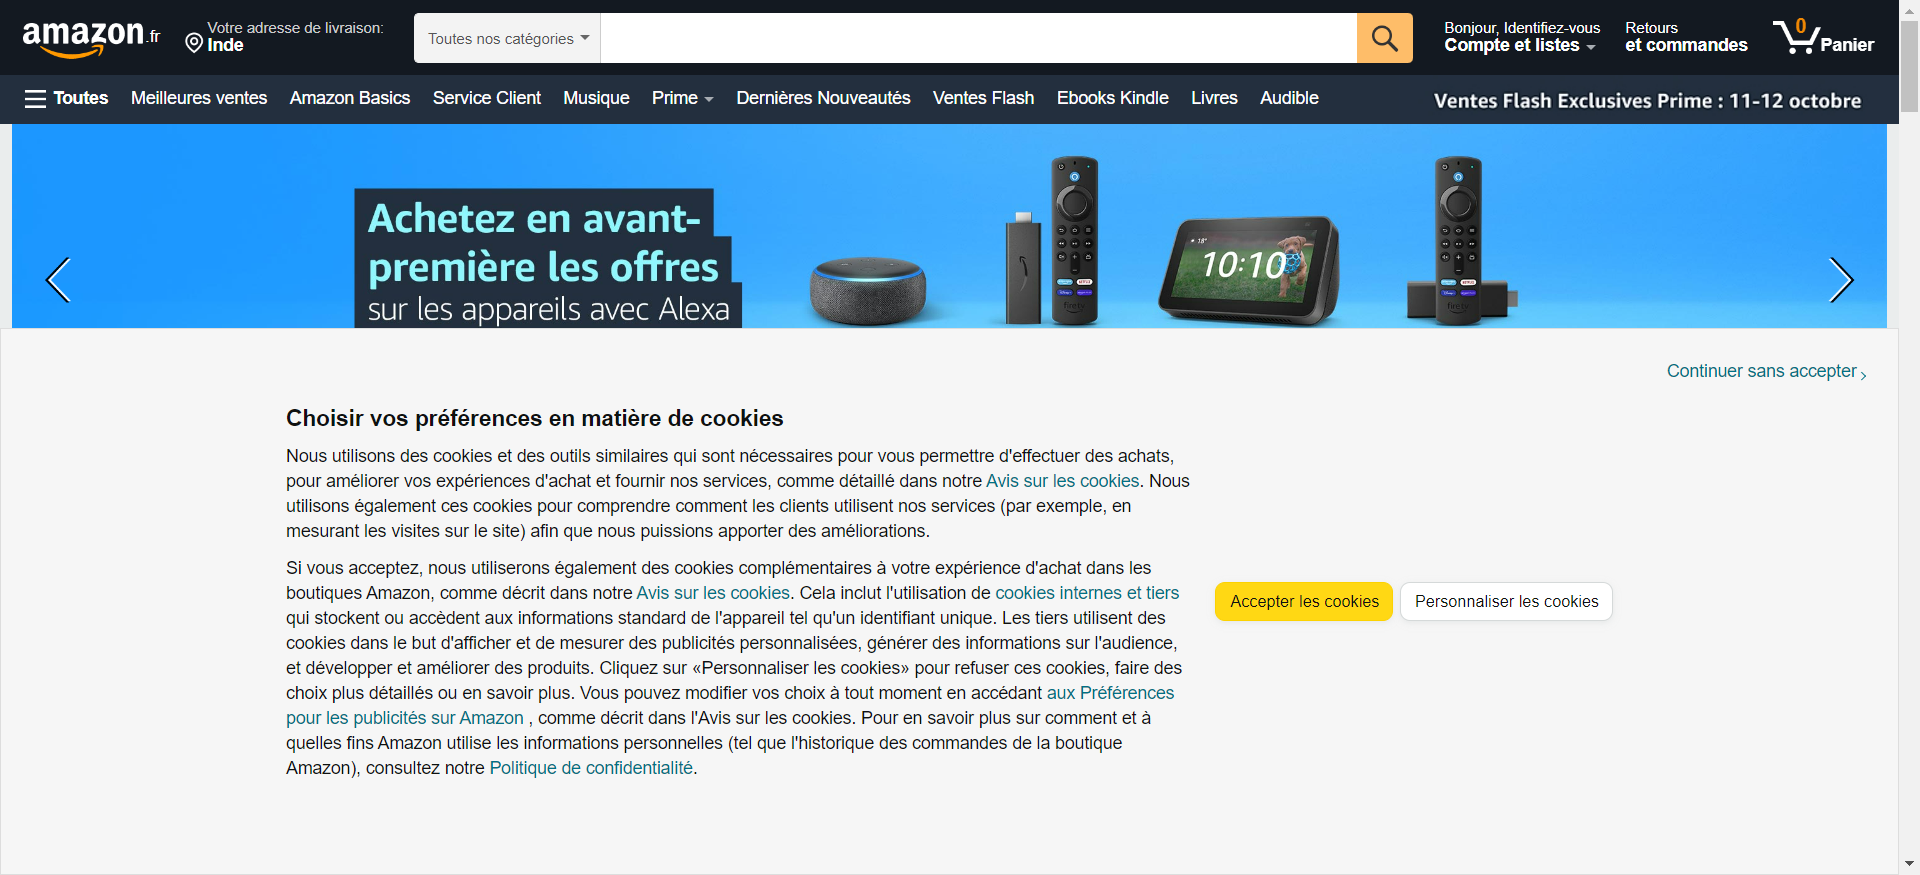 amazon.fr
Votre adresse de livraison:
Inde
Toutes nos catégories
Bonjour, Identifiez-vous
Compte et listes
Retours
et commandes
0
Panier
Toutes
Meilleures ventes
Amazon Basics
Service Client
Musique
Prime
Dernières Nouveautés
Ventes Flash
Ebooks Kindle
Livres
Audible
Ventes Flash Exclusives Prime : 11-12 octobre
Achetez en avant-
première les offres
sur les appareils avec Alexa
18°
10:10
Continuer sans accepter
Choisir vos préférences en matière de cookies
Nous utilisons des cookies et des outils similaires qui sont nécessaires pour vous permettre d'effectuer des achats,
pour améliorer vos expériences d'achat et fournir nos services, comme détaillé dans notre Avis sur les cookies. Nous
utilisons également ces cookies pour comprendre comment les clients utilisent nos services (par exemple, en
mesurant les visites sur le site) afin que nous puissions apporter des améliorations.
Si vous acceptez, nous utiliserons également des cookies complémentaires à votre expérience d'achat dans les
boutiques Amazon, comme décrit dans notre Avis sur les cookies. Cela inclut l'utilisation de cookies internes et tiers
qui stockent ou accèdent aux informations standard de l'appareil tel qu'un identifiant unique. Les tiers utilisent des
cookies dans le but d'afficher et de mesurer des publicités personnalisées, générer des informations sur l'audience,
et développer et améliorer des produits. Cliquez sur «Personnaliser les cookies» pour refuser ces cookies, faire des
choix plus détaillés ou en savoir plus. Vous pouvez modifier vos choix à tout moment en accédant aux Préférences
pour les publicités sur Amazon , comme décrit dans l'Avis sur les cookies. Pour en savoir plus sur comment et à
quelles fins Amazon utilise les informations personnelles (tel que l'historique des commandes de la boutique
Amazon), consultez notre Politique de confidentialité.
Accepter les cookies
Personnaliser les cookies